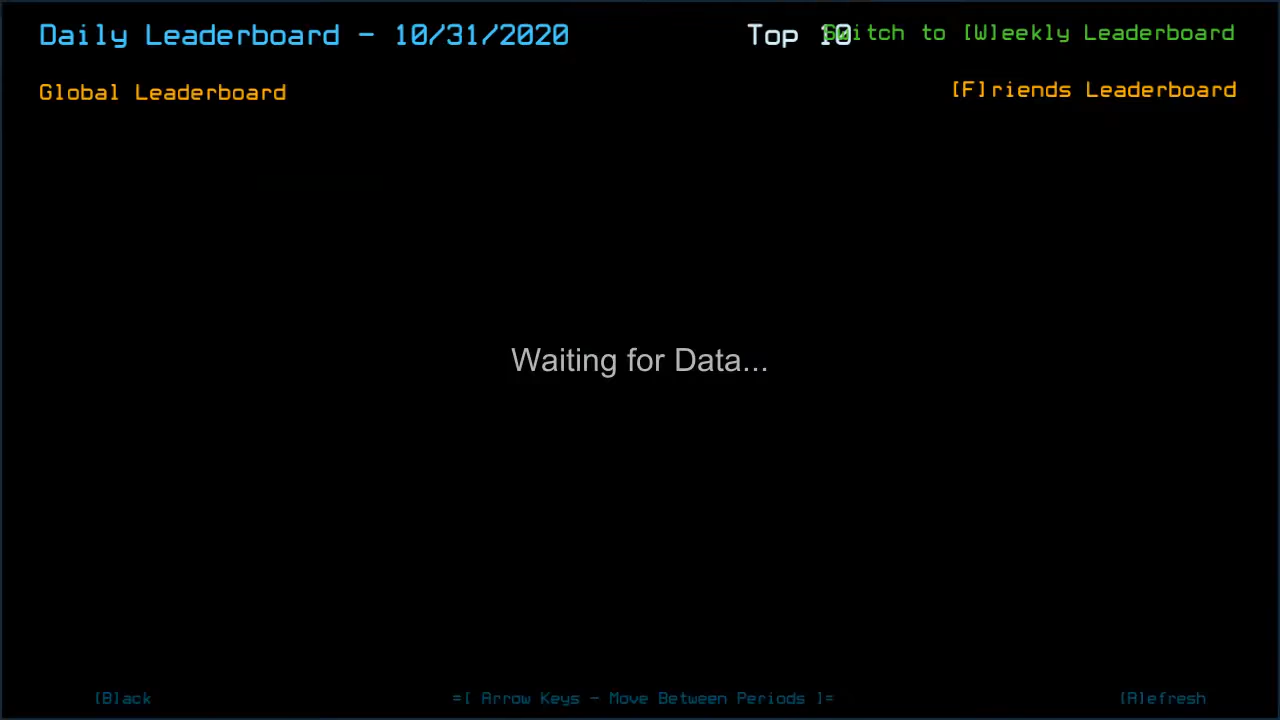 Daily Leaderboard - 10/31/2020
Top 10
Switch to [W]eekly Leaderboard
Global Leaderboard
[F]riends Leaderboard
Waiting for Data...
[B]ack
=[ Arrow Keys - Move Between Periods ]=
[R]efresh